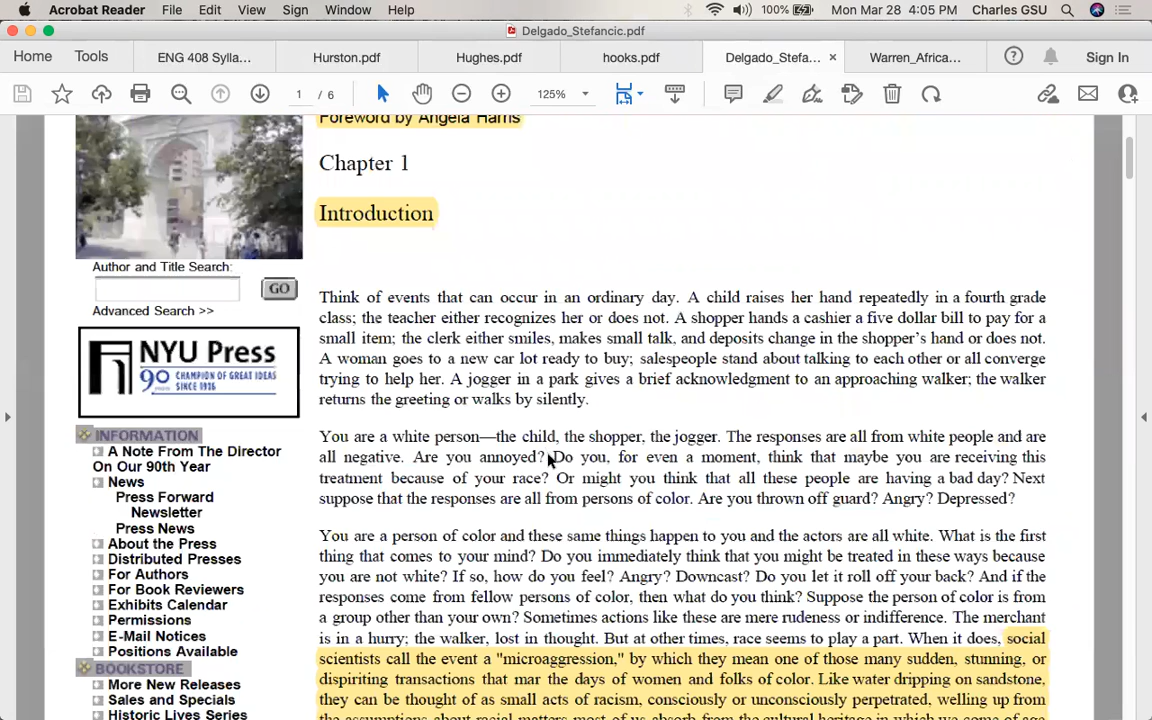 Acrobat Reader File Edit View Sign Window Help 100% Mon Mar 28 4:05 PM Charles GSU
Delgado_Stefancic.pdf
Home Tools ENG 408 Sylla... Hurston.pdf Hughes.pdf hooks.pdf Delgado_Stefa... × Warren_Africa... Sign In
1 / 6 125%
Foreword by Angela Harris
Chapter 1
Introduction
Author and Title Search:
GO
Advanced Search >>
NYU Press
90 CHAMPION OF GREAT IDEAS
SINCE 1916
INFORMATION
A Note From The Director
On Our 90th Year
News
Press Forward
Newsletter
Press News
About the Press
Distributed Presses
For Authors
For Book Reviewers
Exhibits Calendar
Permissions
E-Mail Notices
Positions Available
BOOKSTORE
More New Releases
Sales and Specials
Historic Lives Series
Think of events that can occur in an ordinary day. A child raises her hand repeatedly in a fourth grade
class; the teacher either recognizes her or does not. A shopper hands a cashier a five dollar bill to pay for a
small item; the clerk either smiles, makes small talk, and deposits change in the shopper's hand or does not.
A woman goes to a new car lot ready to buy; salespeople stand about talking to each other or all converge
trying to help her. A jogger in a park gives a brief acknowledgment to an approaching walker; the walker
returns the greeting or walks by silently.
You are a white person—the child, the shopper, the jogger. The responses are all from white people and are
all negative. Are you annoyed? Do you, for even a moment, think that maybe you are receiving this
treatment because of your race? Or might you think that all these people are having a bad day? Next
suppose that the responses are all from persons of color. Are you thrown off guard? Angry? Depressed?
You are a person of color and these same things happen to you and the actors are all white. What is the first
thing that comes to your mind? Do you immediately think that you might be treated in these ways because
you are not white? If so, how do you feel? Angry? Downcast? Do you let it roll off your back? And if the
responses come from fellow persons of color, then what do you think? Suppose the person of color is from
a group other than your own? Sometimes actions like these are mere rudeness or indifference. The merchant
is in a hurry; the walker, lost in thought. But at other times, race seems to play a part. When it does, social
scientists call the event a "microaggression," by which they mean one of those many sudden, stunning, or
dispiriting transactions that mar the days of women and folks of color. Like water dripping on sandstone,
they can be thought of as small acts of racism, consciously or unconsciously perpetrated, welling up from
the assumptions about racial matters most of us absorb from the cultural heritage in which we come of age